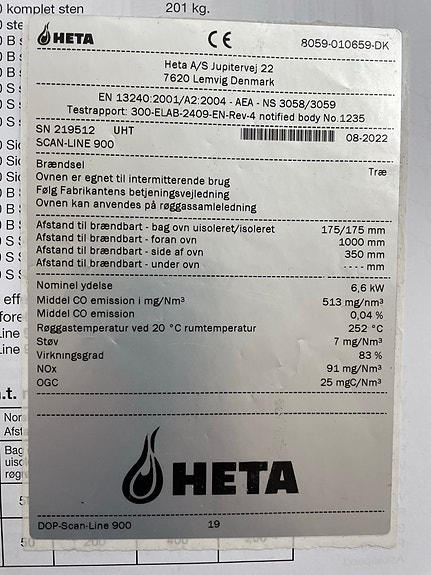 0 komplet sten 201 kg.
HETA CE 8059-010659-DK
Heta A/S Jupitervej 22
7620 Lemvig Denmark
EN 13240:2001/A2:2004 - AEA - NS 3058/3059
Testrapport: 300-ELAB-2409-EN-Rev-4 notified body No.1235
SN 219512 UHT 08-2022
SCAN-LINE 900
Brændsel Træ
Ovnen er egnet til intermitterende brug
Følg Fabrikantens betjeningsvejledning
Ovnen kan anvendes på røggassamleledning
Afstand til brændbart - bag ovn uisoleret/isoleret 175/175 mm
Afstand til brændbart - foran ovn 1000 mm
Afstand til brændbart - side af ovn 350 mm
Afstand til brændbart - under ovn ---- mm
Nominel ydelse 6,6 kW
Middel CO emission i mg/Nm³ 513 mg/nm³
Middel CO emission 0,04 %
Røggastemperatur ved 20 °C rumtemperatur 252 °C
Støv 7 mg/Nm³
Virkningsgrad 83 %
NOx 91 mg/Nm³
OGC 25 mgC/Nm³
HETA
DOP-Scan-Line 900 19
50 200 400